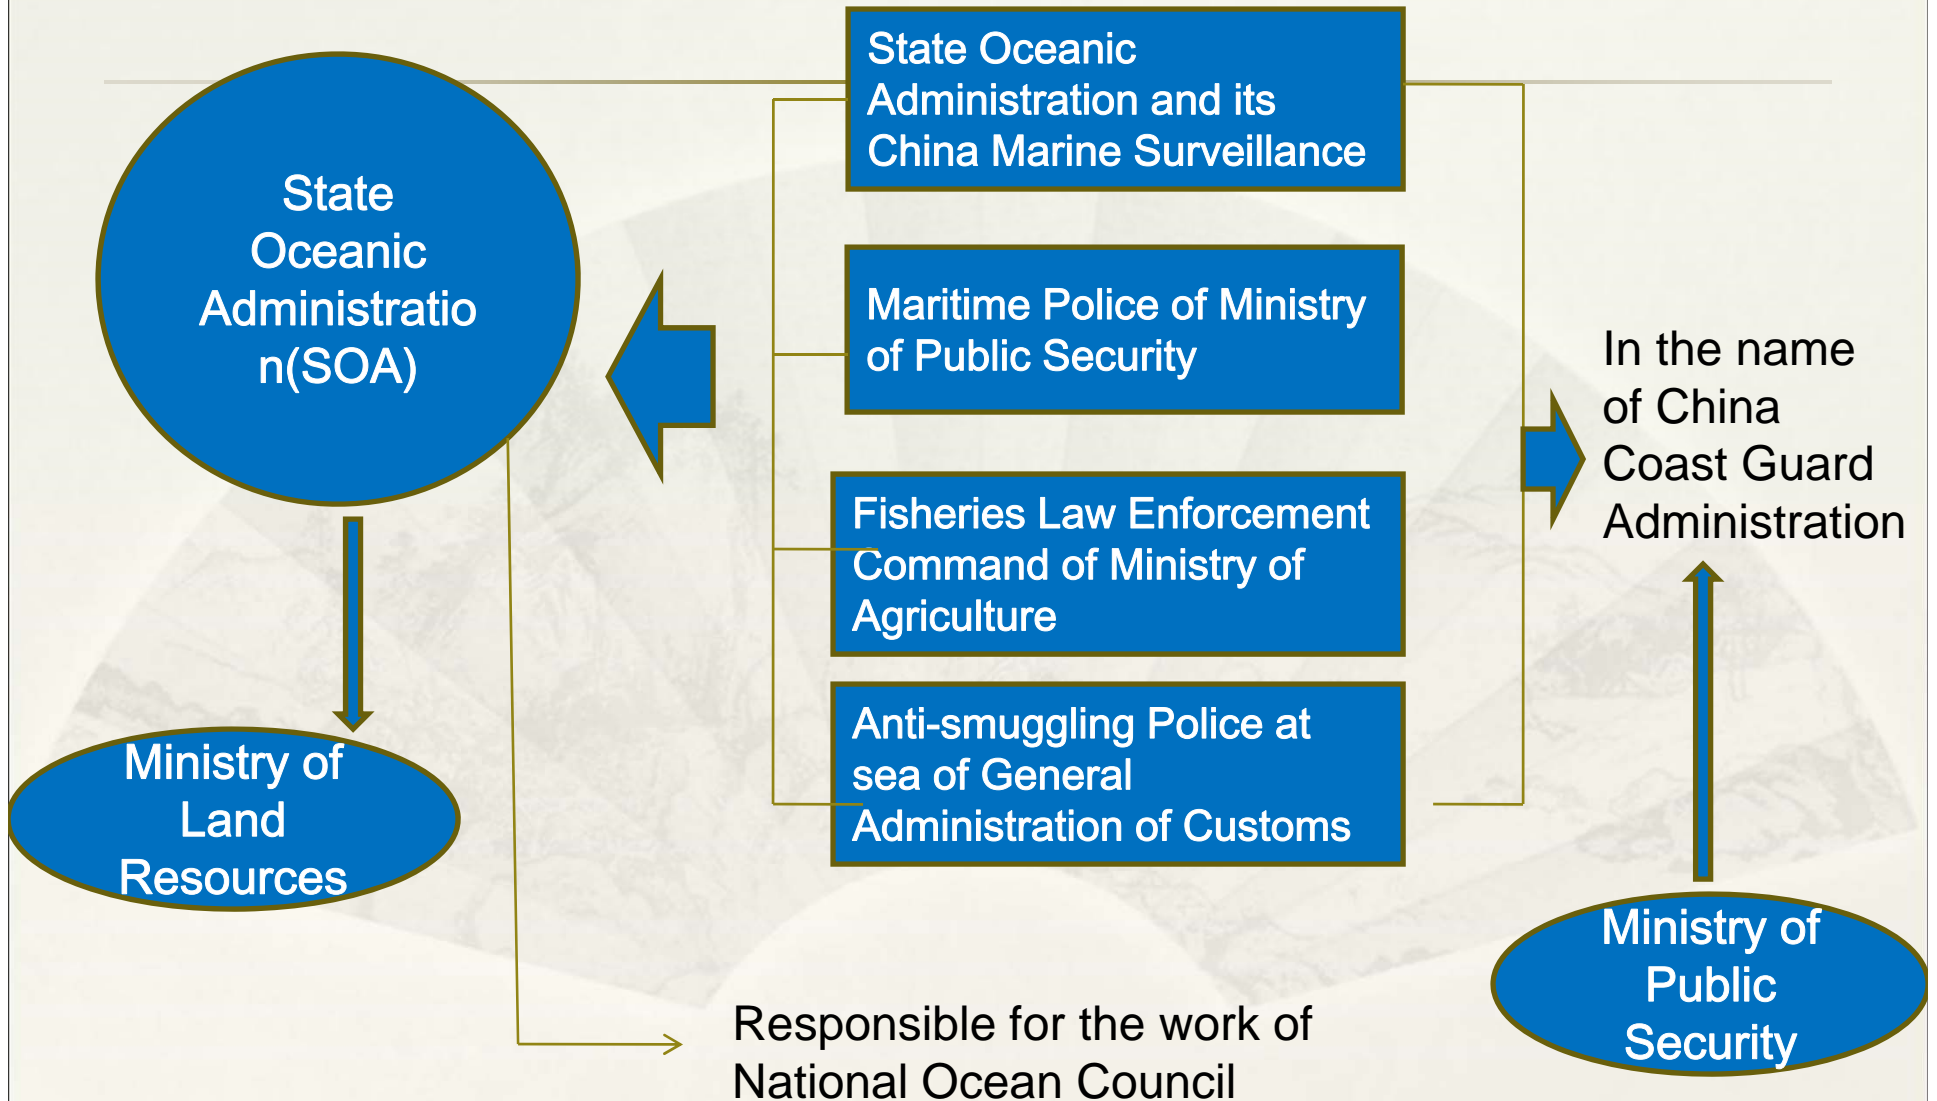 State
Oceanic
Administratio
n(SOA)
Ministry of
Land
Resources
State Oceanic
Administration and its
China Marine Surveillance
Maritime Police of Ministry
of Public Security
Fisheries Law Enforcement
Command of Ministry of
Agriculture
Anti-smuggling Police at
sea of General
Administration of Customs
In the name
of China
Coast Guard
Administration
Ministry of
Public
Security
Responsible for the work of
National Ocean Council